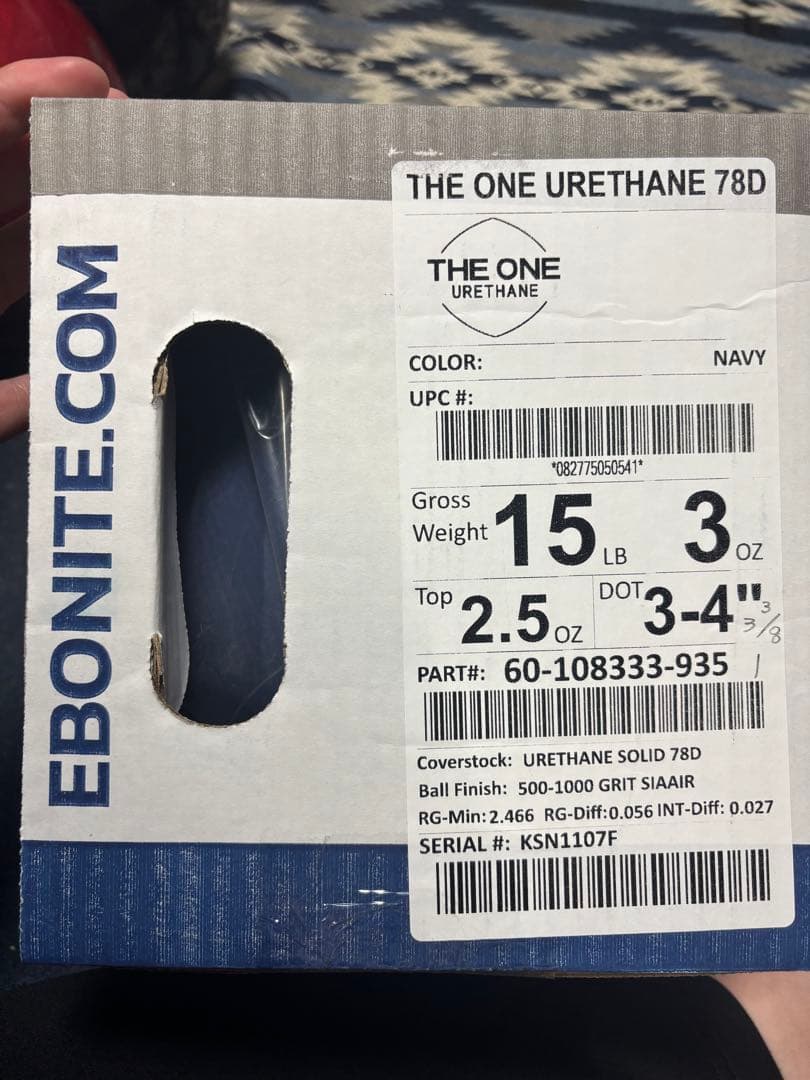 EBONITE.COM
THE ONE URETHANE 78D
THE ONE
URETHANE
COLOR: NAVY
UPC #:
*082775050541*
Gross Weight 15 LB 3 OZ
Top 2.5 OZ DOT 3-4"
3
3/8
PART#: 60-108333-935
Coverstock: URETHANE SOLID 78D
Ball Finish: 500-1000 GRIT SIAAIR
RG-Min: 2.466 RG-Diff: 0.056 INT-Diff: 0.027
SERIAL #: KSN1107F